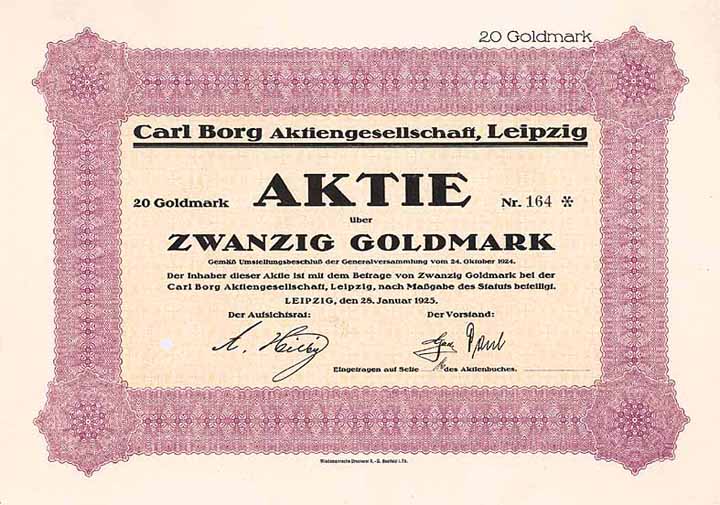 20 Goldmark
Carl Borg Aktiengesellschaft, Leipzig
20 Goldmark AKTIE Nr. 164 *
über
ZWANZIG GOLDMARK
Gemäß Umstellungsbeschluß der Generalversammlung vom 24. Oktober 1924.
Der Inhaber dieser Aktie ist mit dem Betrage von Zwanzig Goldmark bei der
Carl Borg Aktiengesellschaft, Leipzig, nach Maßgabe des Statuts beteiligt.
LEIPZIG, den 28. Januar 1925.
Der Aufsichtsrat: Der Vorstand:
Eingetragen auf Seite des Aktienbuches.